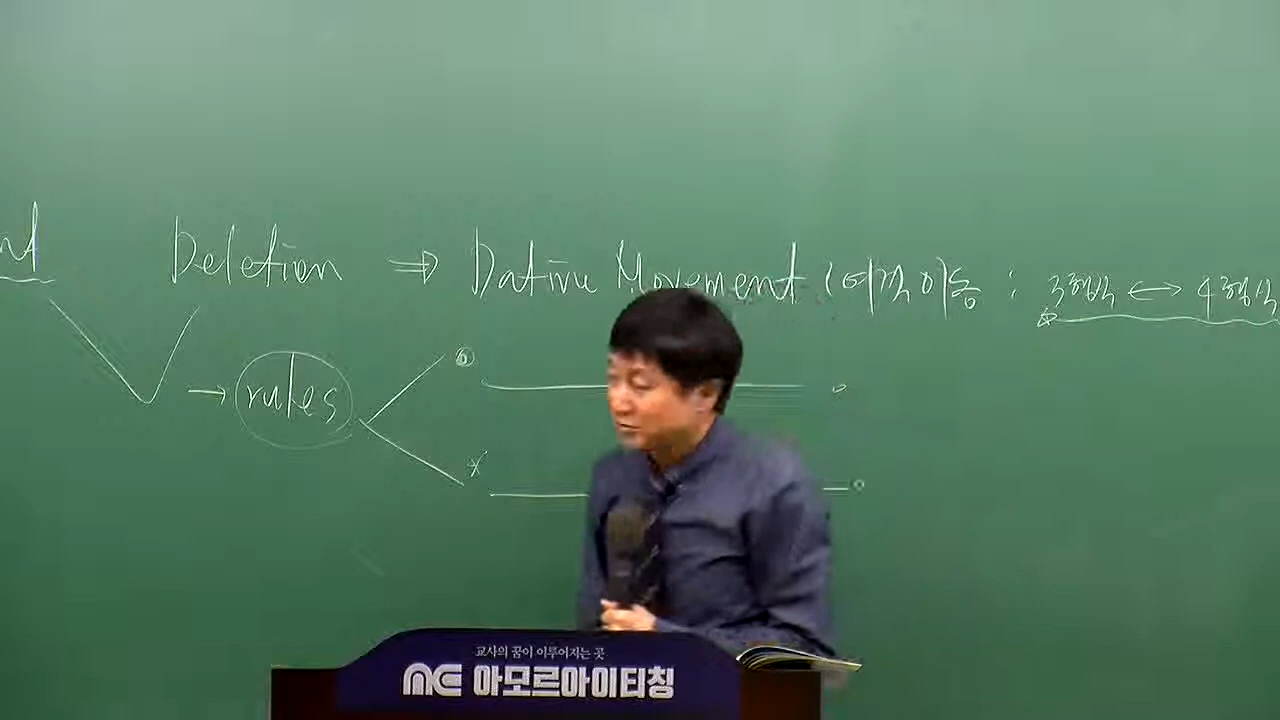 Deletion ⇒ Dative Movement (여격이동 : 3형식 ↔ 4형식
→ rules
교사의 꿈이 이루어지는 곳
아모르아이티칭